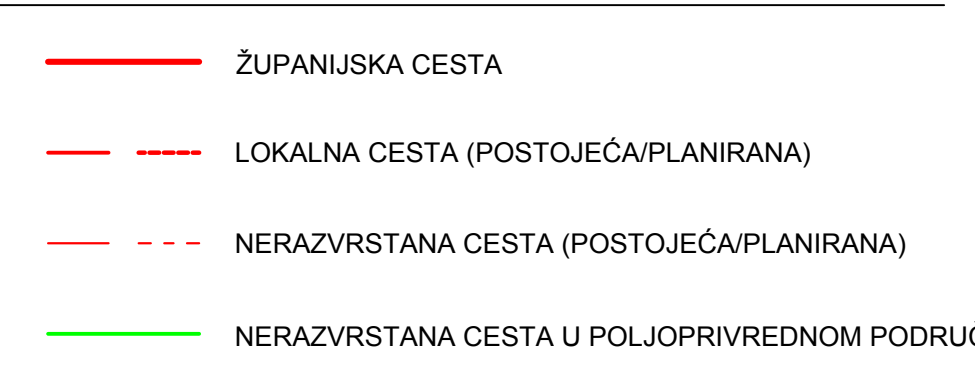 ŽUPANIJSKA CESTA
LOKALNA CESTA (POSTOJEĆA/PLANIRANA)
NERAZVRSTANA CESTA (POSTOJEĆA/PLANIRANA)
NERAZVRSTANA CESTA U POLJOPRIVREDNOM